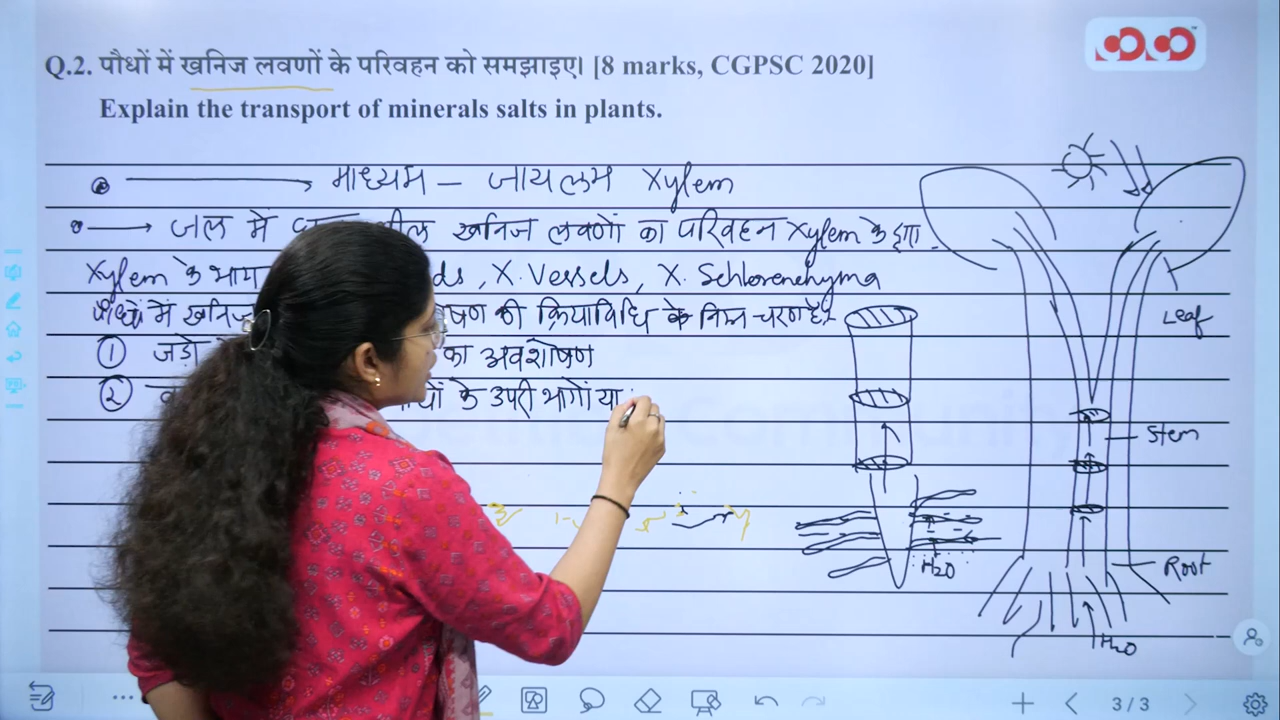 Q.2. पौधों में खनिज लवणों के परिवहन को समझाइए। [8 marks, CGPSC 2020]
Explain the transport of minerals salts in plants.
माध्यम – जायलम Xylem
जल में खनिज लवणों का परिवहन Xylem के द्वारा
Xylem के भाग ds, X. Vessels, X. Schlorenchyma
पौधों में खनिज की क्रियाविधि के निम्न चरण है:-
① जड़ो का अवशोषण
② के उपरी भागों या
Leaf
Stem
Root
H2O
H2O
3/3